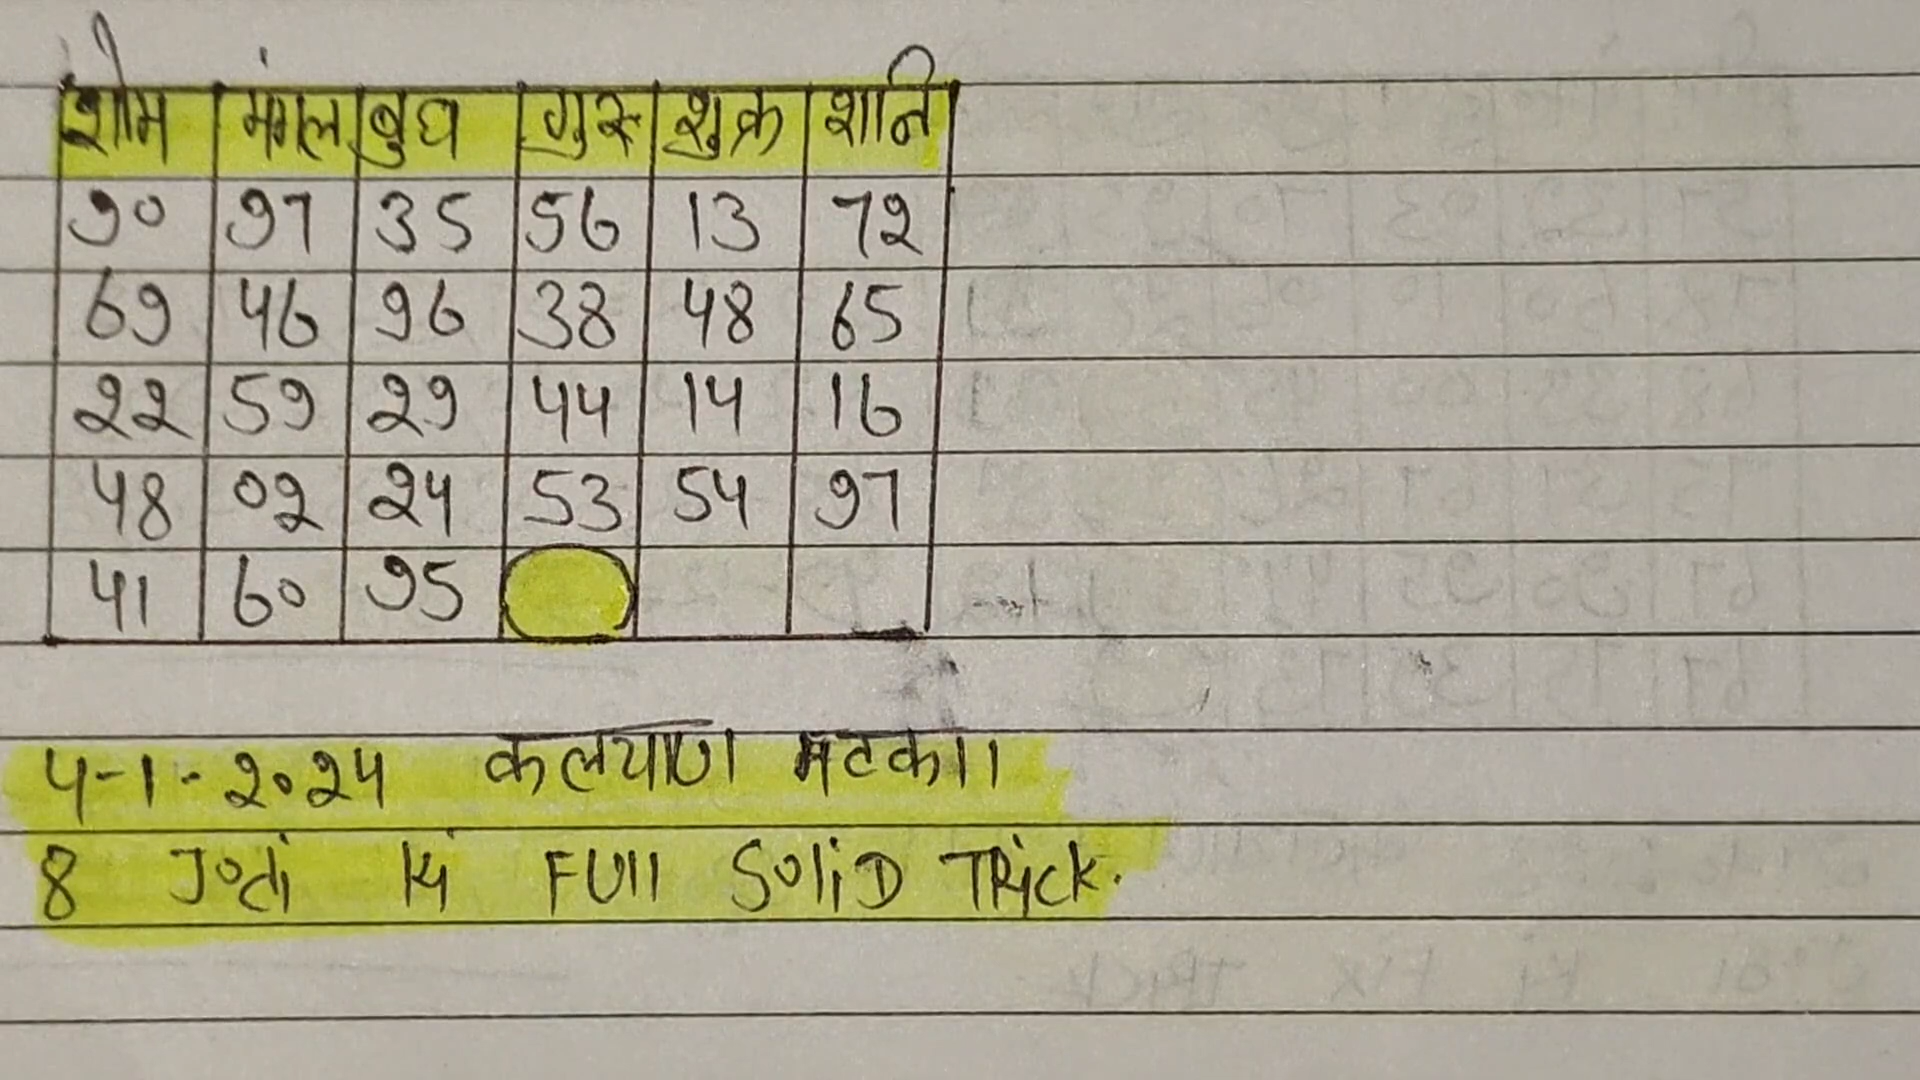 शोम मंगल बुध गुरु शुक्र शनि
90 97 35 56 13 72
69 46 96 38 48 65
22 59 29 44 14 16
48 02 24 53 54 97
41 60 95
4-1-2024 कलयाण मटका।।
8 Jodi Ki FUll SoliD TRick.